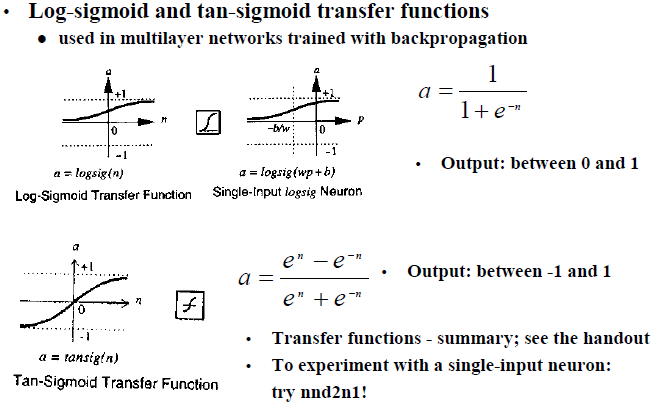 • Log-sigmoid and tan-sigmoid transfer functions
● used in multilayer networks trained with backpropagation
a
+1
n
0
-1
a = logsig(n)
Log-Sigmoid Transfer Function
a
+1
p
-b/w
0
-1
a = logsig(wp+b)
Single-Input logsig Neuron
a = 1 / (1 + e^-n)
• Output: between 0 and 1
a
+1
n
0
-1
a = tansig(n)
Tan-Sigmoid Transfer Function
f
a = (e^n − e^-n) / (e^n + e^-n)
• Output: between -1 and 1
• Transfer functions - summary; see the handout
• To experiment with a single-input neuron:
try nnd2n1!